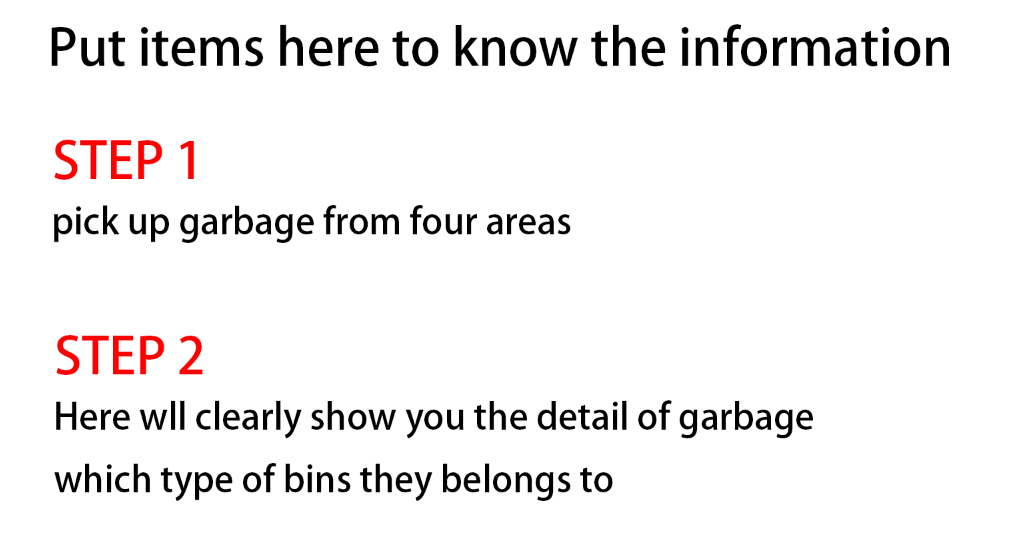 Put items here to know the information
STEP 1
pick up garbage from four areas
STEP 2
Here wll clearly show you the detail of garbage
which type of bins they belongs to